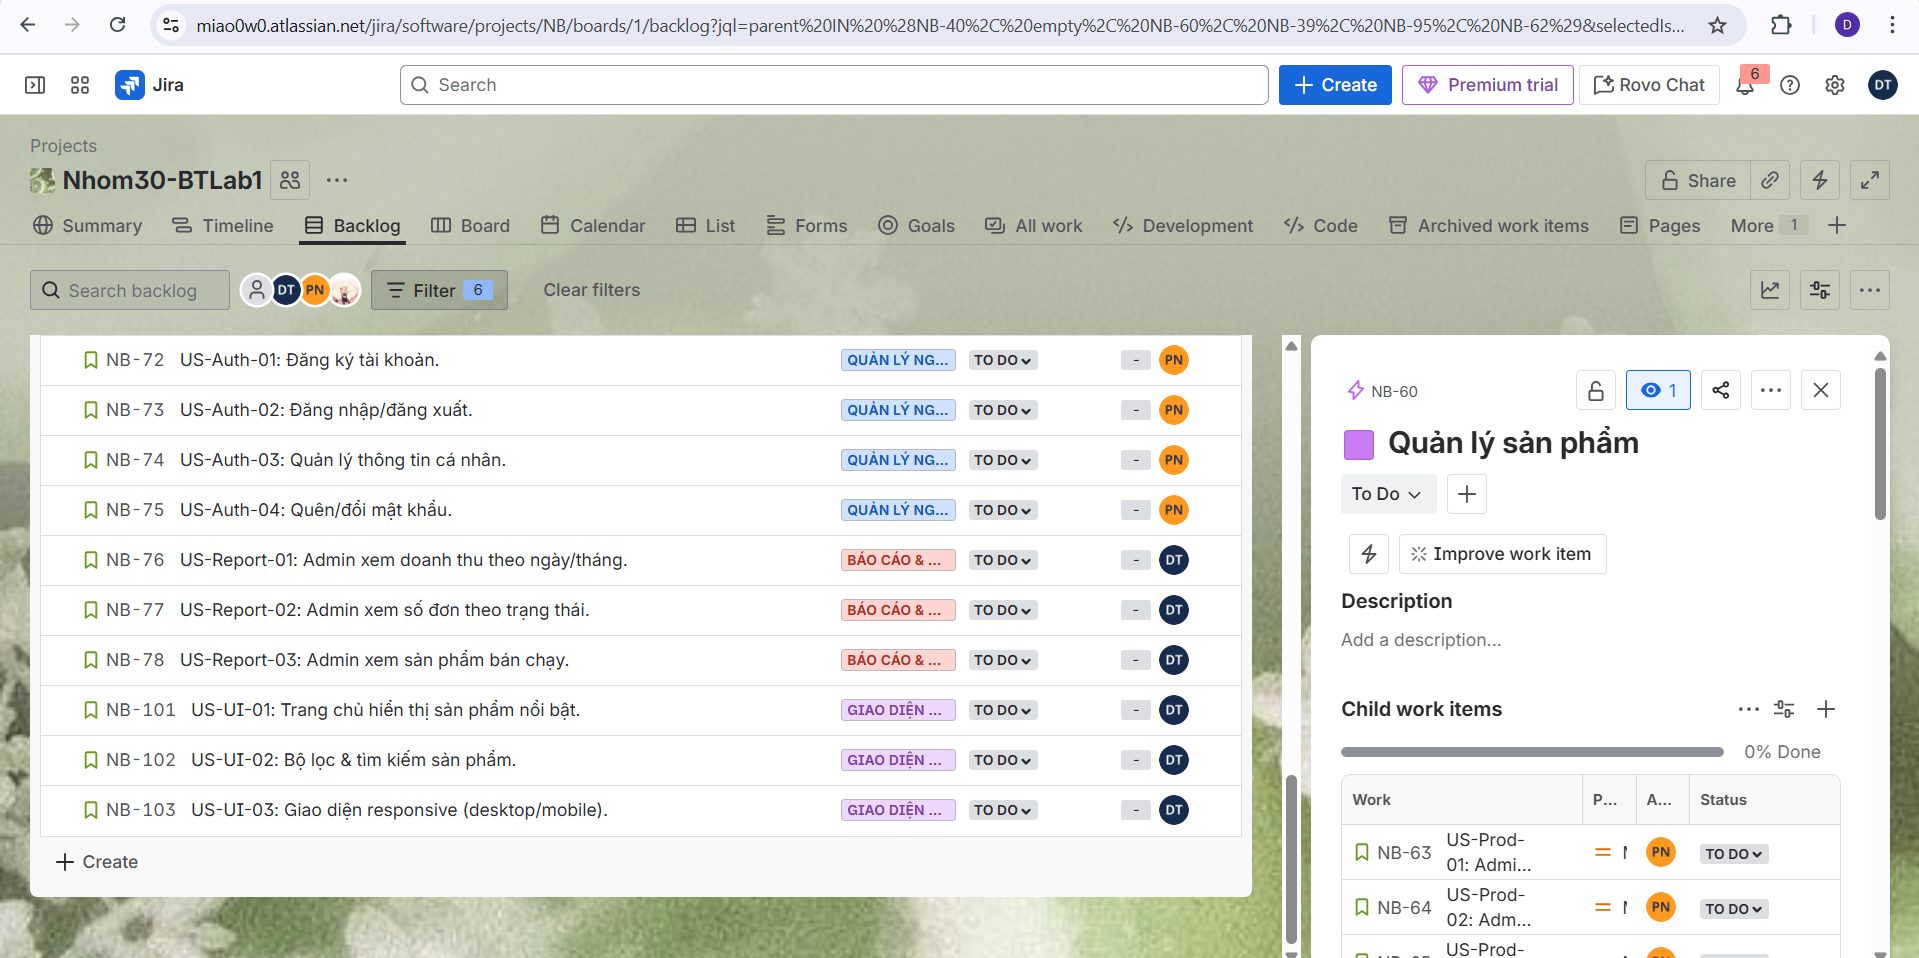 miao0w0.atlassian.net/jira/software/projects/NB/boards/1/backlog?jql=parent%20IN%20%28NB-40%2C%20empty%2C%20NB-60%2C%20NB-39%2C%20NB-95%2C%20NB-62%29&selectedIs...
D
Jira
Search
Create
Premium trial
Rovo Chat
6
DT
Projects
Nhom30-BTLab1
Share
Summary
Timeline
Backlog
Board
Calendar
List
Forms
Goals
All work
Development
Code
Archived work items
Pages
More 1
Search backlog
DT
PN
Filter 6
Clear filters
NB-72 US-Auth-01: Đăng ký tài khoản. QUẢN LÝ NG... TO DO - PN
NB-73 US-Auth-02: Đăng nhập/đăng xuất. QUẢN LÝ NG... TO DO - PN
NB-74 US-Auth-03: Quản lý thông tin cá nhân. QUẢN LÝ NG... TO DO - PN
NB-75 US-Auth-04: Quên/đổi mật khẩu. QUẢN LÝ NG... TO DO - PN
NB-76 US-Report-01: Admin xem doanh thu theo ngày/tháng. BÁO CÁO & ... TO DO - DT
NB-77 US-Report-02: Admin xem số đơn theo trạng thái. BÁO CÁO & ... TO DO - DT
NB-78 US-Report-03: Admin xem sản phẩm bán chạy. BÁO CÁO & ... TO DO - DT
NB-101 US-UI-01: Trang chủ hiển thị sản phẩm nổi bật. GIAO DIỆN ... TO DO - DT
NB-102 US-UI-02: Bộ lọc & tìm kiếm sản phẩm. GIAO DIỆN ... TO DO - DT
NB-103 US-UI-03: Giao diện responsive (desktop/mobile). GIAO DIỆN ... TO DO - DT
Create
NB-60
1
Quản lý sản phẩm
To Do
Improve work item
Description
Add a description...
Child work items
0% Done
Work P... A... Status
NB-63 US-Prod-
01: Admi... PN TO DO
NB-64 US-Prod-
02: Adm... PN TO DO
US-Prod-